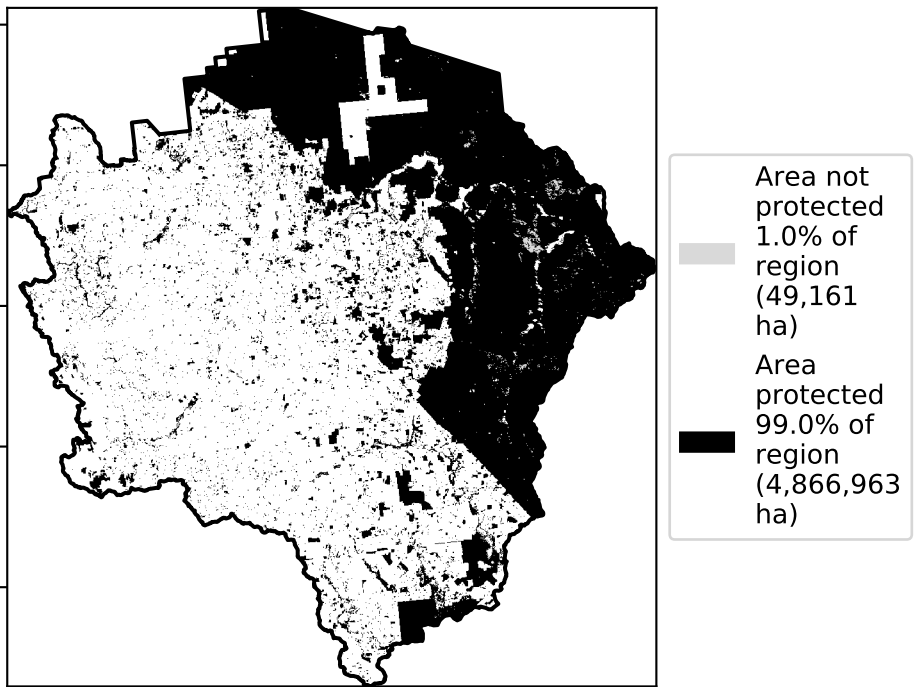 Area not
protected
1.0% of
region
(49,161
ha)
Area
protected
99.0% of
region
(4,866,963
ha)